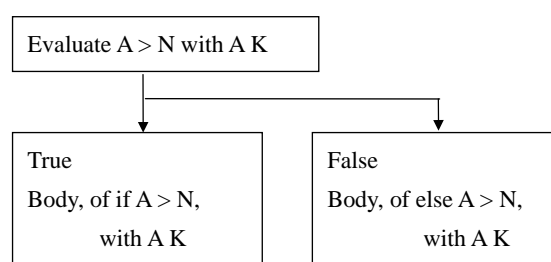 Evaluate A > N with A K
True
Body, of if A > N,
with A K
False
Body, of else A > N,
with A K